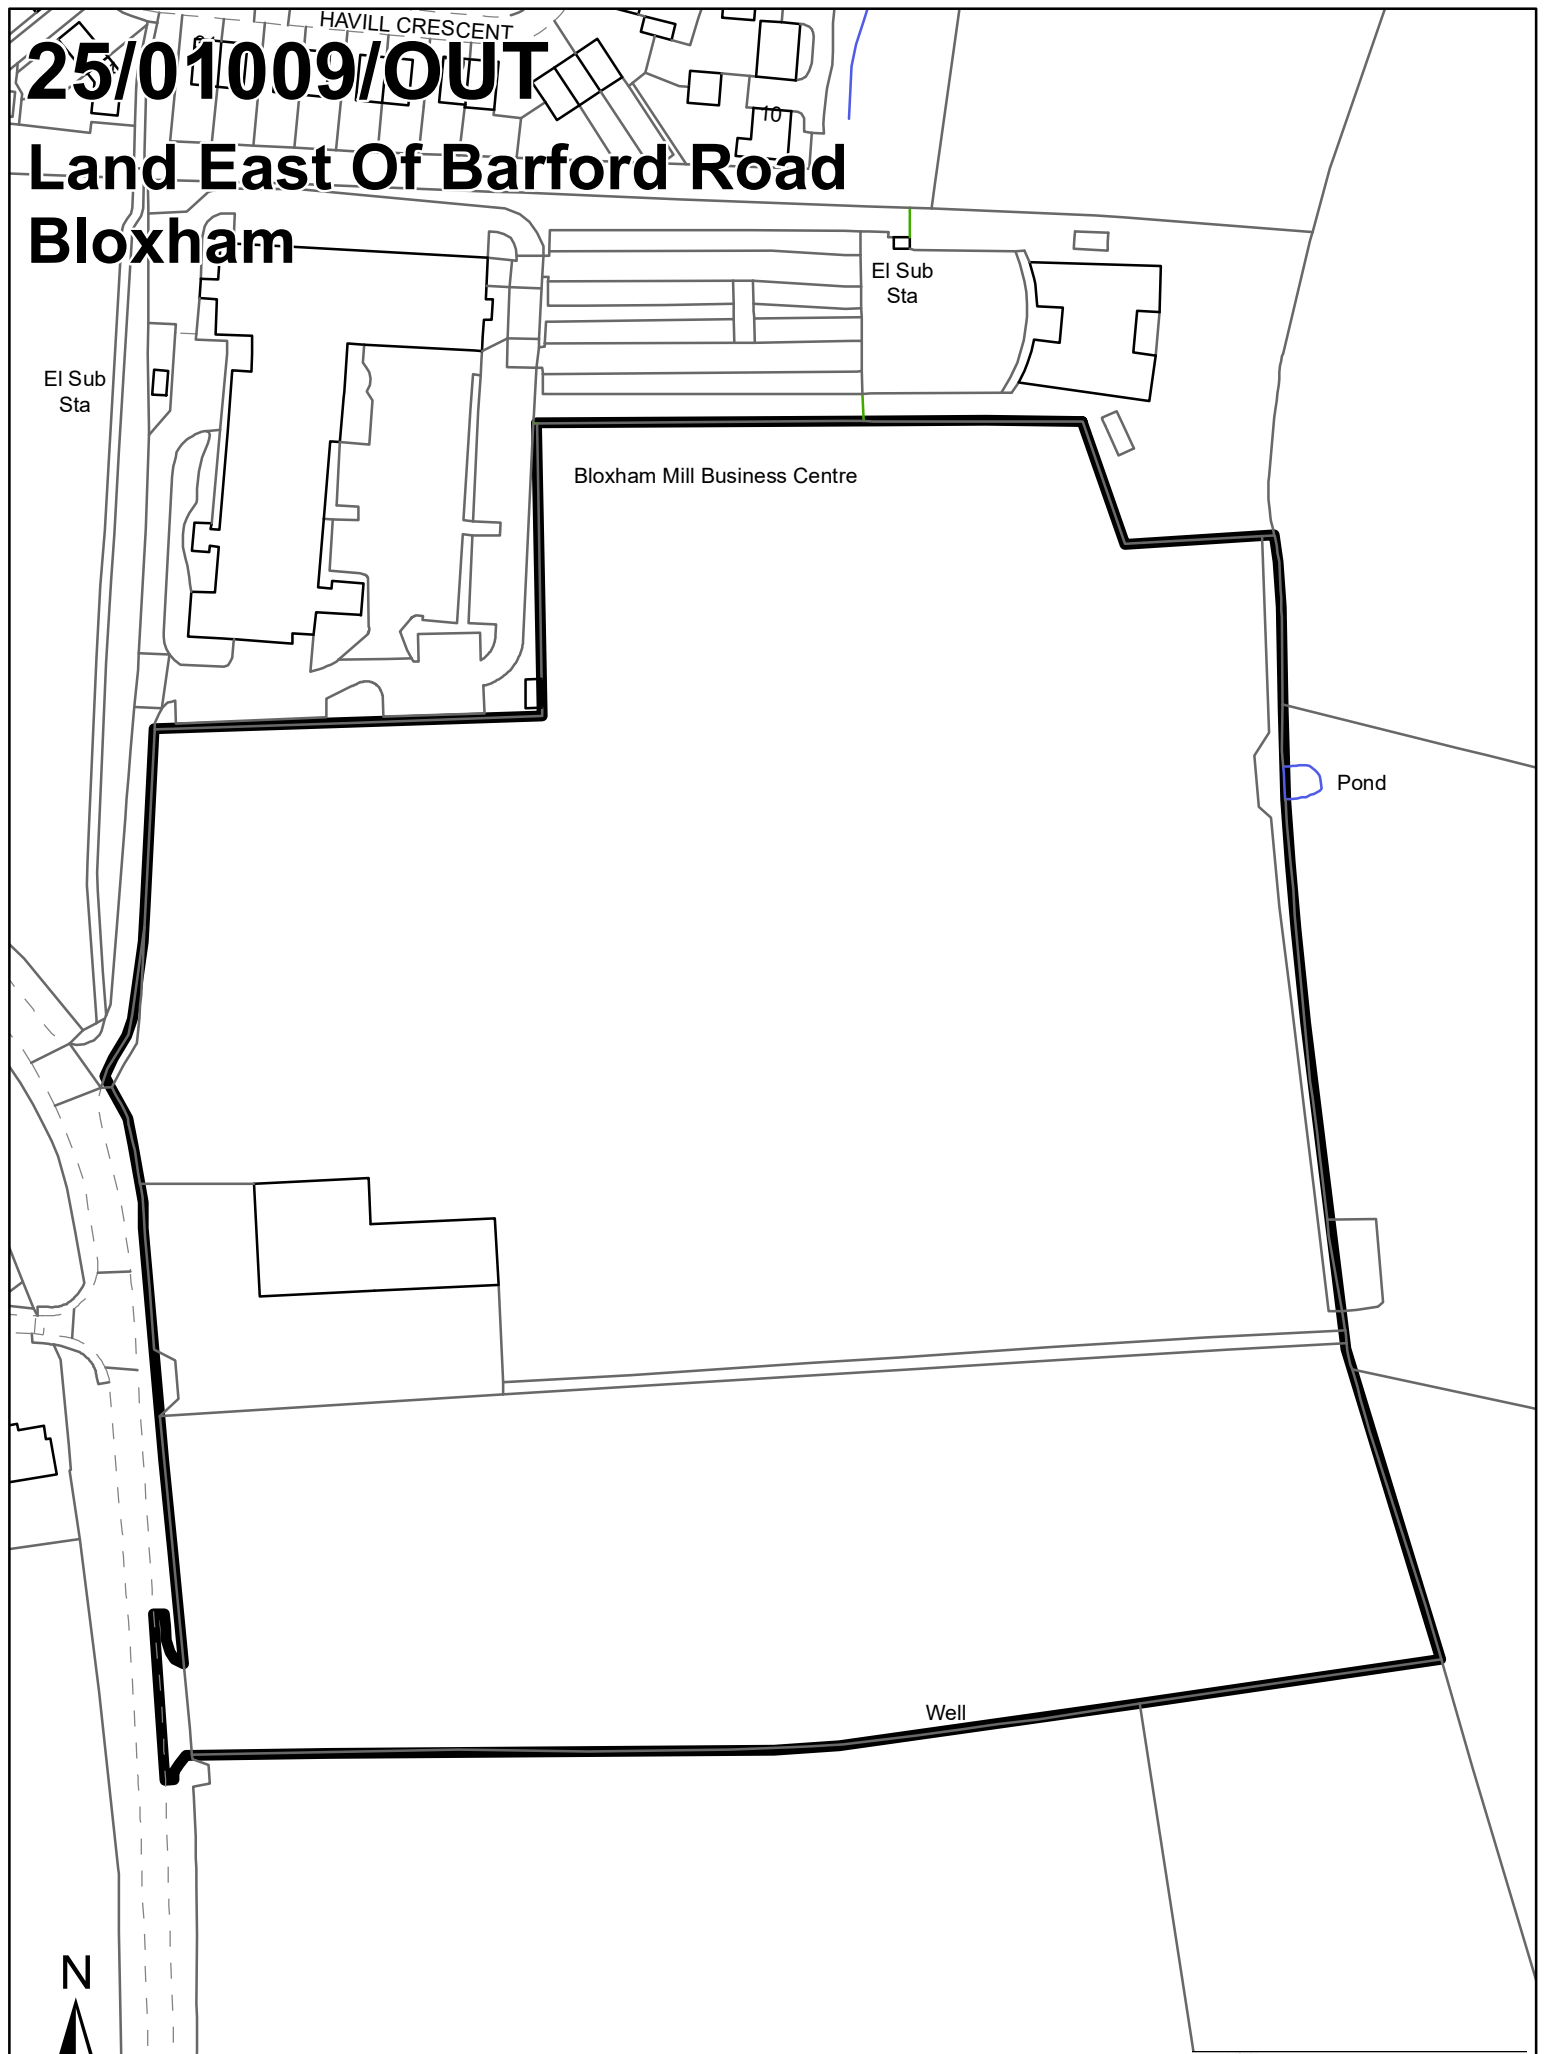 HAVILL CRESCENT
25/01009/OUT
10
Land East Of Barford Road
Bloxham
El Sub
Sta
El Sub
Sta
Bloxham Mill Business Centre
Pond
Well
N